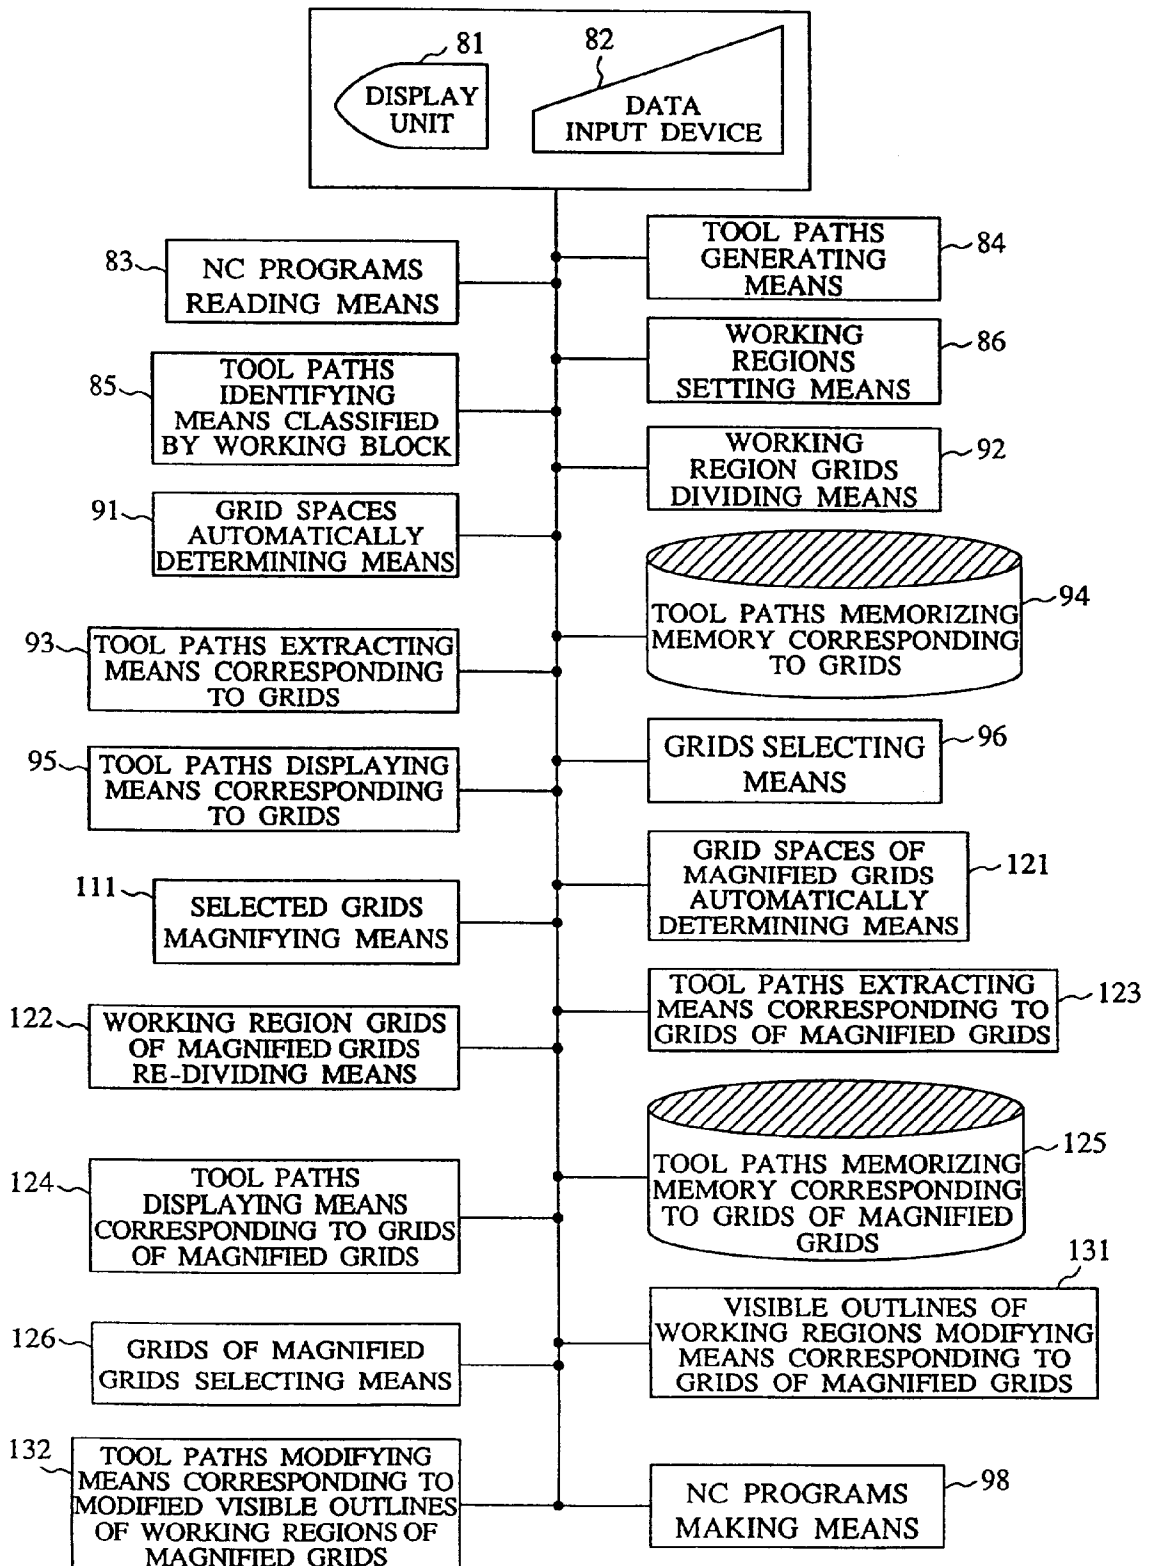 81
DISPLAY
UNIT
82
DATA
INPUT DEVICE
83
NC PROGRAMS
READING MEANS
TOOL PATHS
GENERATING
MEANS
84
85
TOOL PATHS
IDENTIFYING
MEANS CLASSIFIED
BY WORKING BLOCK
WORKING
REGIONS
SETTING MEANS
86
91
GRID SPACES
AUTOMATICALLY
DETERMINING MEANS
WORKING
REGION GRIDS
DIVIDING MEANS
92
93
TOOL PATHS EXTRACTING
MEANS CORRESPONDING
TO GRIDS
TOOL PATHS MEMORIZING
MEMORY CORRESPONDING
TO GRIDS
94
95
TOOL PATHS DISPLAYING
MEANS CORRESPONDING
TO GRIDS
GRIDS SELECTING
MEANS
96
111
SELECTED GRIDS
MAGNIFYING MEANS
GRID SPACES OF
MAGNIFIED GRIDS
AUTOMATICALLY
DETERMINING MEANS
121
122
WORKING REGION GRIDS
OF MAGNIFIED GRIDS
RE-DIVIDING MEANS
TOOL PATHS EXTRACTING
MEANS CORRESPONDING TO
GRIDS OF MAGNIFIED GRIDS
123
124
TOOL PATHS
DISPLAYING MEANS
CORRESPONDING TO GRIDS
OF MAGNIFIED GRIDS
TOOL PATHS MEMORIZING
MEMORY CORRESPONDING
TO GRIDS OF MAGNIFIED
GRIDS
125
126
GRIDS OF MAGNIFIED
GRIDS SELECTING MEANS
131
VISIBLE OUTLINES OF
WORKING REGIONS MODIFYING
MEANS CORRESPONDING TO
GRIDS OF MAGNIFIED GRIDS
132
TOOL PATHS MODIFYING
MEANS CORRESPONDING TO
MODIFIED VISIBLE OUTLINES
OF WORKING REGIONS OF
MAGNIFIED GRIDS
NC PROGRAMS
MAKING MEANS
98